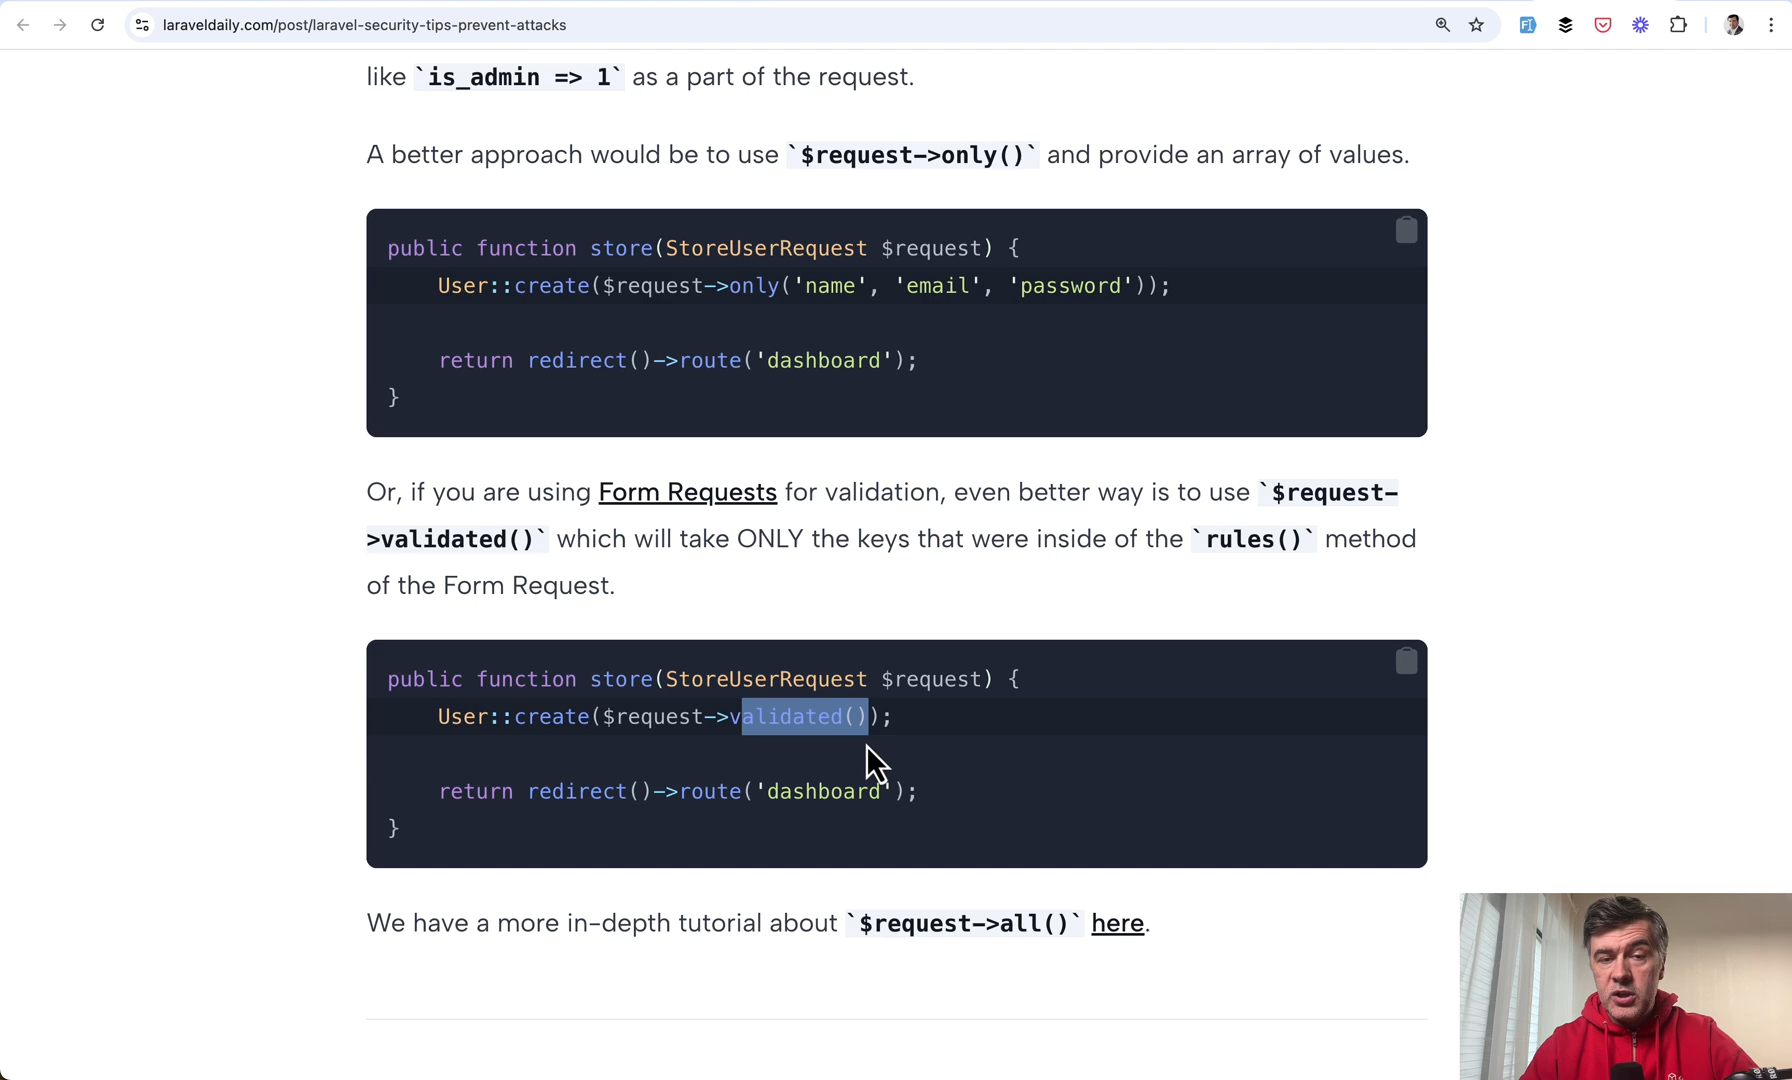 laraveldaily.com/post/laravel-security-tips-prevent-attacks
like `is_admin => 1` as a part of the request.
A better approach would be to use `$request->only()` and provide an array of values.
public function store(StoreUserRequest $request) {
    User::create($request->only('name', 'email', 'password'));
    return redirect()->route('dashboard');
}
Or, if you are using Form Requests for validation, even better way is to use `$request-
>validated()` which will take ONLY the keys that were inside of the `rules()` method
of the Form Request.
public function store(StoreUserRequest $request) {
    User::create($request->validated());
    return redirect()->route('dashboard');
}
We have a more in-depth tutorial about `$request->all()` here.